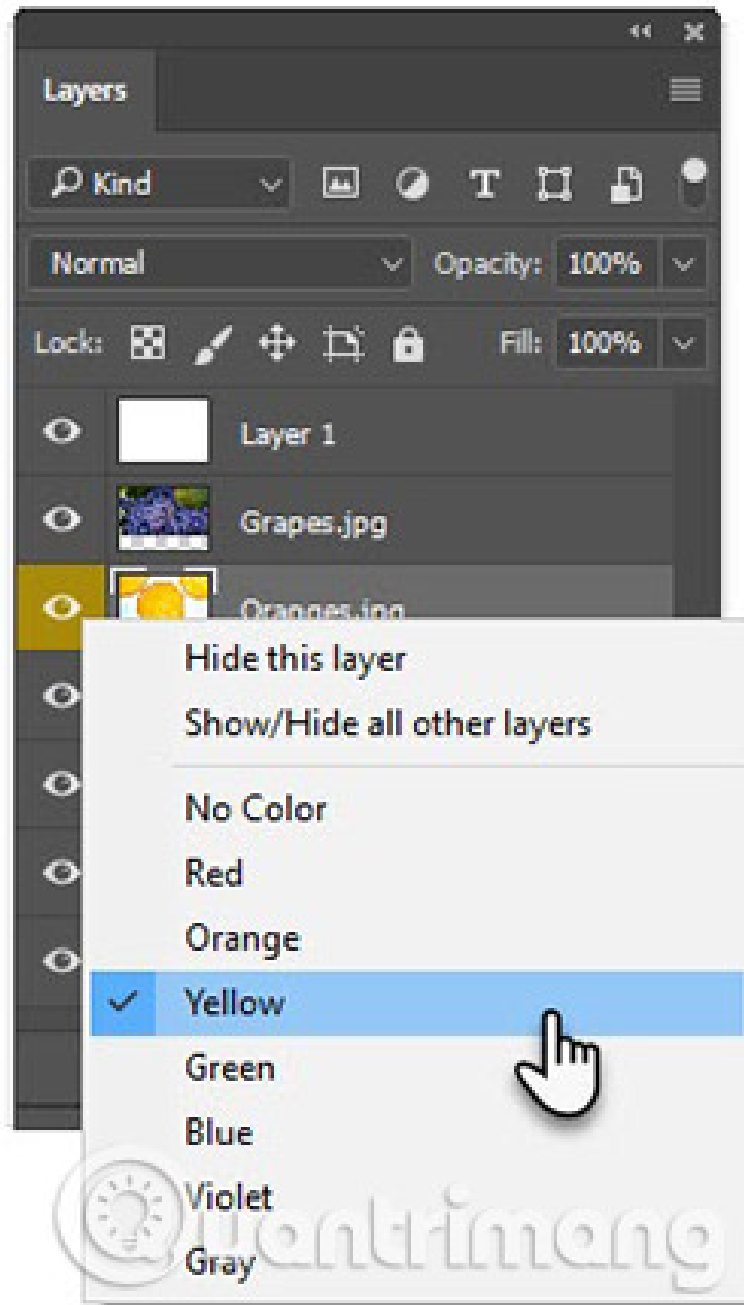 Layers
Kind
Normal Opacity: 100%
Lock: Fill: 100%
Layer 1
Grapes.jpg
Oranges.jpg
Hide this layer
Show/Hide all other layers
No Color
Red
Orange
Yellow
Green
Blue
Violet
Gray
Quantrimang